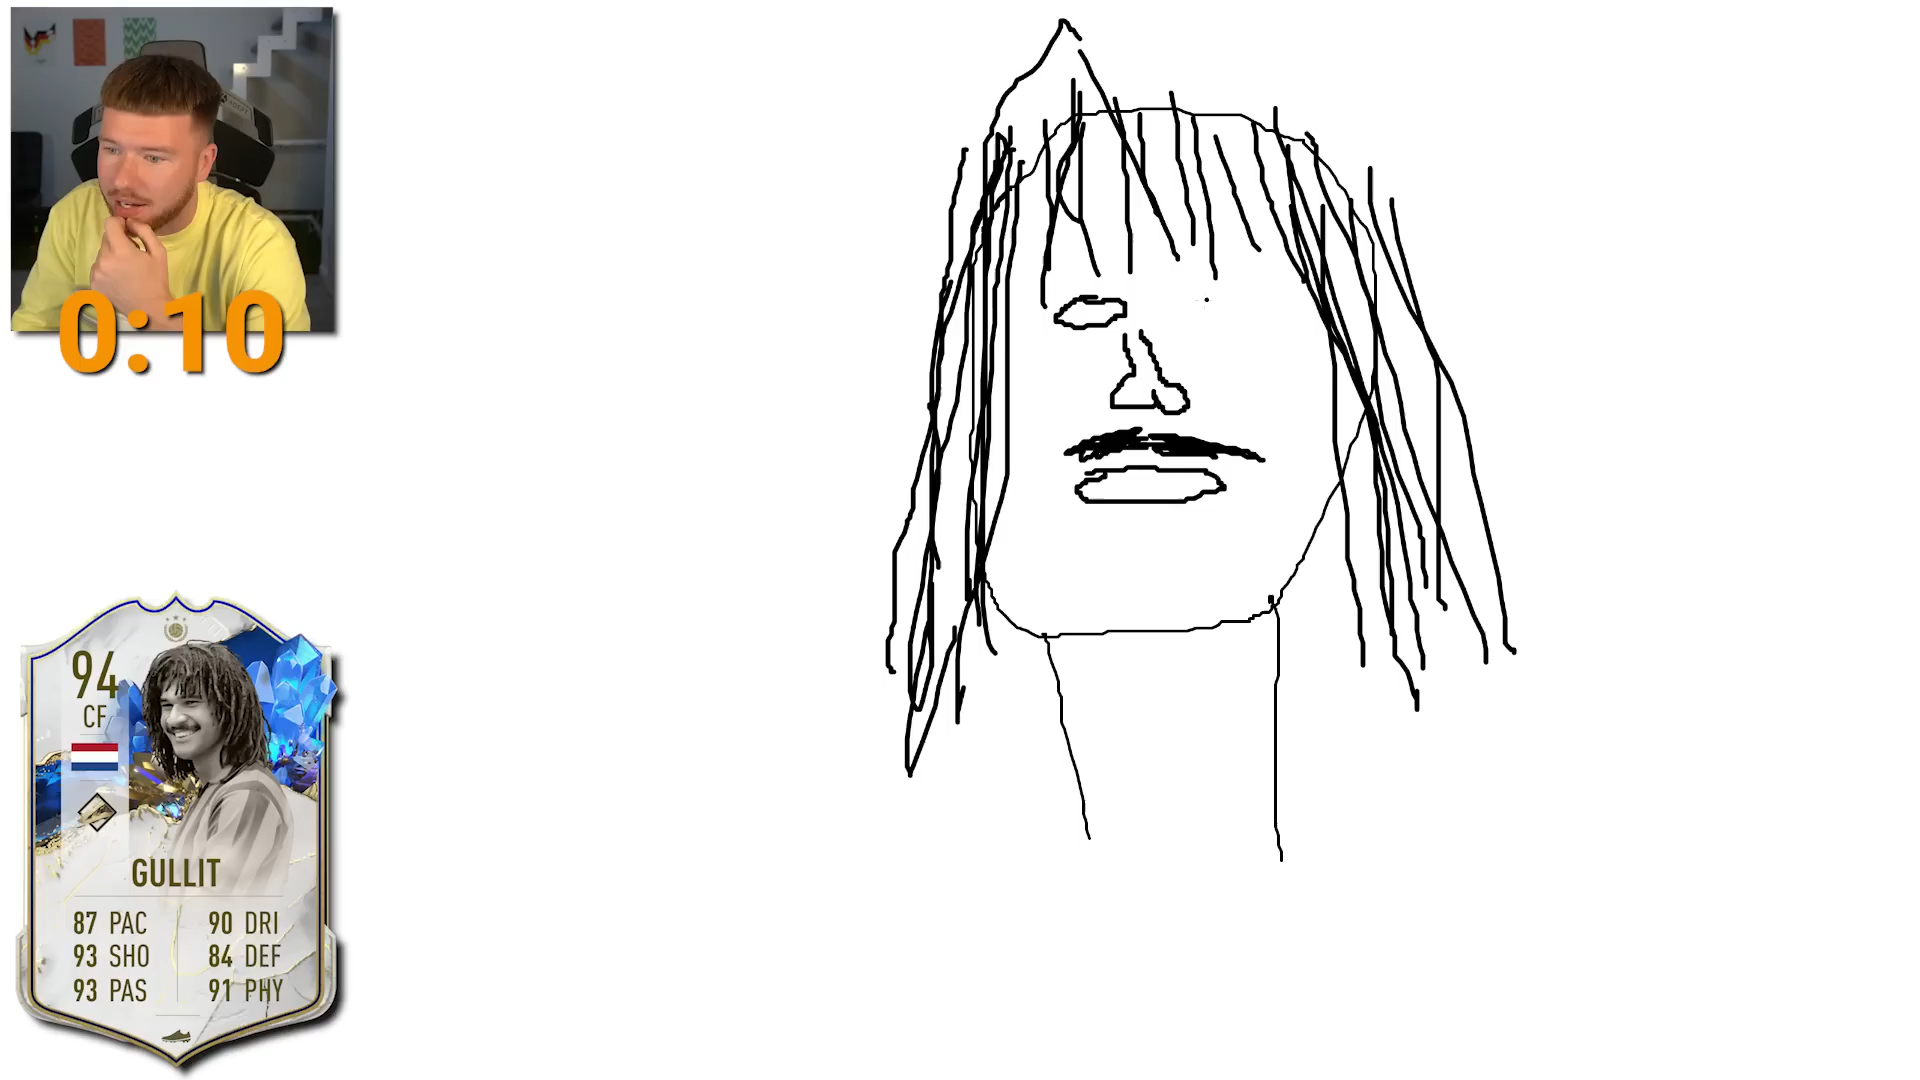 0:10
94
CF
GULLIT
87 PAC 90 DRI
93 SHO 84 DEF
93 PAS 91 PHY